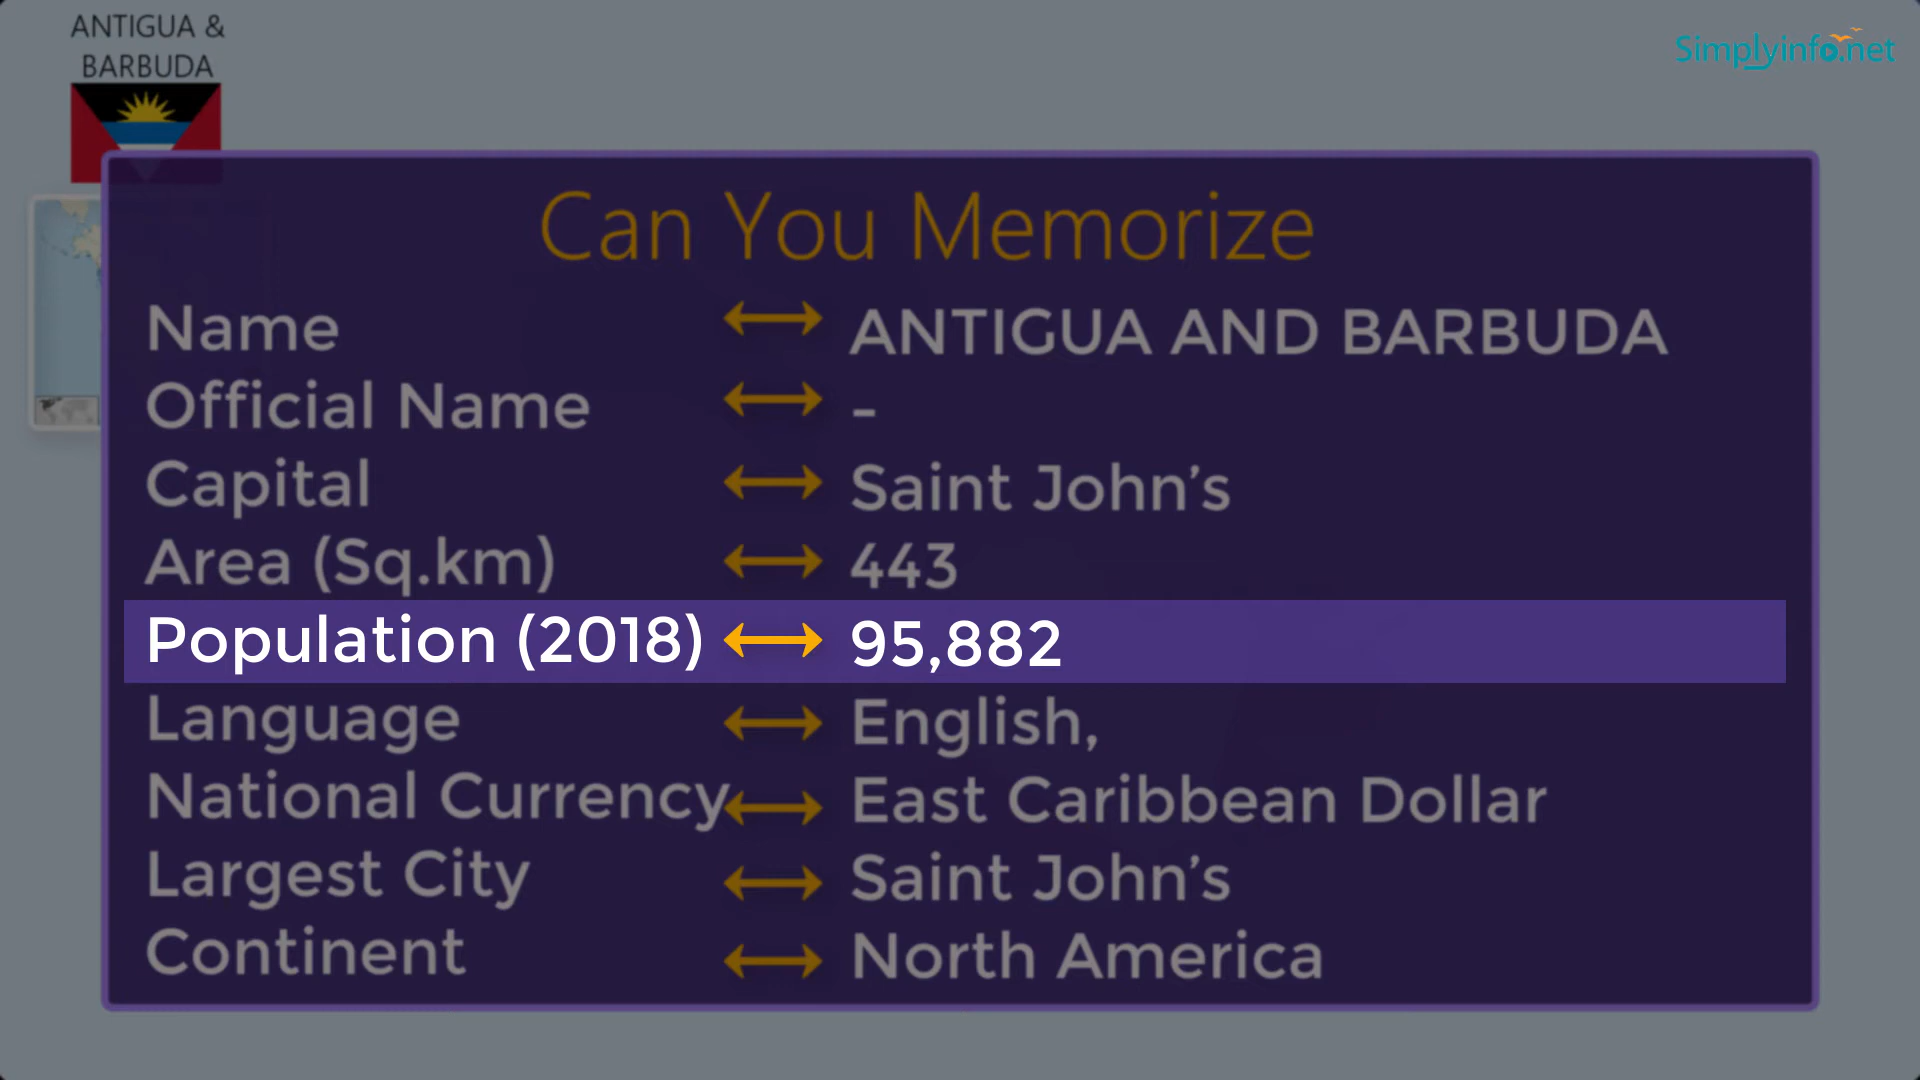 ANTIGUA &
BARBUDA
Simplyinfo.net
Can You Memorize
Name ↔ ANTIGUA AND BARBUDA
Official Name ↔ -
Capital ↔ Saint John’s
Area (Sq.km) ↔ 443
Population (2018) ↔ 95,882
Language ↔ English,
National Currency ↔ East Caribbean Dollar
Largest City ↔ Saint John’s
Continent ↔ North America